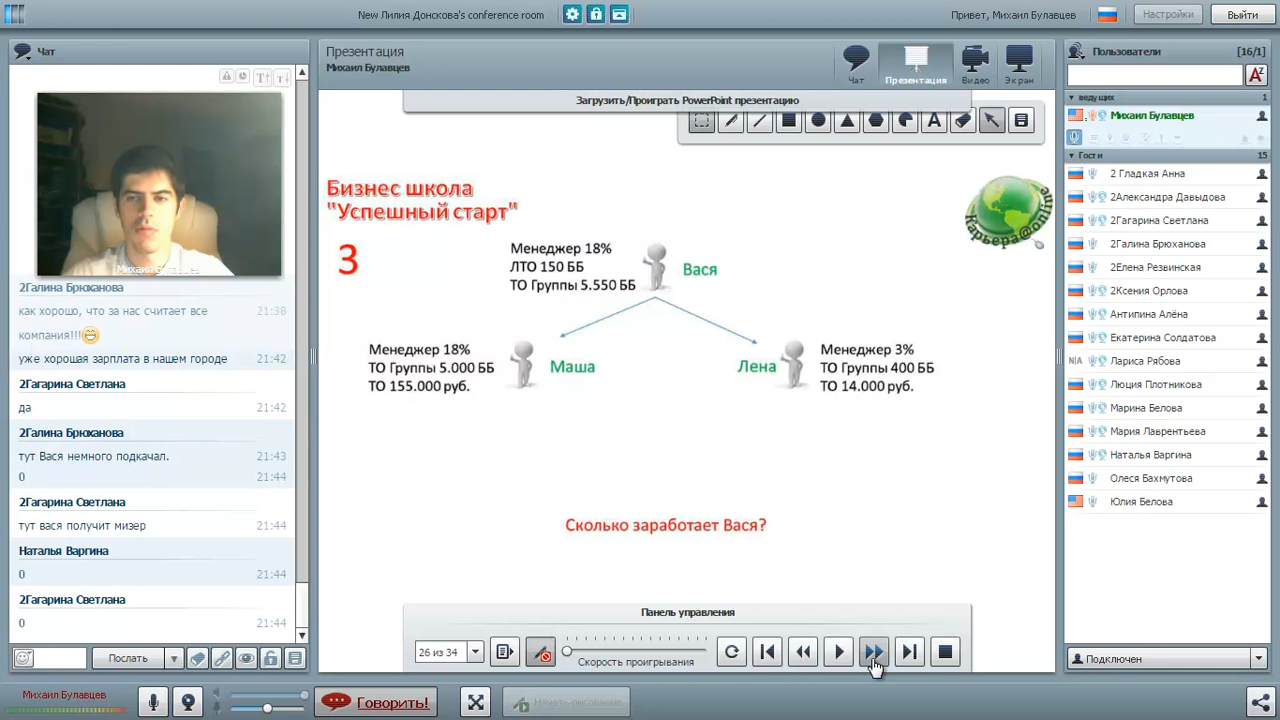 New Лилия Донскова's conference room
Привет, Михаил Булавцев
Настройки
Выйти
Чат
Михаил Булавцев
2Галина Брюханова
как хорошо, что за нас считает все 21:38
компания!!!
уже хорошая зарплата в нашем городе 21:42
2Гагарина Светлана
да 21:42
2Галина Брюханова
тут Вася немного подкачал. 21:43
0 21:44
2Гагарина Светлана
тут вася получит мизер 21:44
Наталья Варгина
0 21:44
2Гагарина Светлана
0 21:44
Послать
Презентация
Михаил Булавцев
Чат
Презентация
Видео
Экран
Загрузить/Проиграть PowerPoint презентацию
Бизнес школа
"Успешный старт"
Карьера@online
3
Менеджер 18%
ЛТО 150 ББ
ТО Группы 5.550 ББ
Вася
Менеджер 18%
ТО Группы 5.000 ББ
ТО 155.000 руб.
Маша
Лена
Менеджер 3%
ТО Группы 400 ББ
ТО 14.000 руб.
Сколько заработает Вася?
Панель управления
26 из 34
Скорость проигрывания
Пользователи [16/1]
ведущих 1
Михаил Булавцев
Гости 15
2 Гладкая Анна
2Александра Давыдова
2Гагарина Светлана
2Галина Брюханова
2Елена Резвинская
2Ксения Орлова
Антипина Алёна
Екатерина Солдатова
N/A Лариса Рябова
Люция Плотникова
Марина Белова
Мария Лаврентьева
Наталья Варгина
Олеся Бахмутова
Юлия Белова
Подключен
Михаил Булавцев
Говорить!